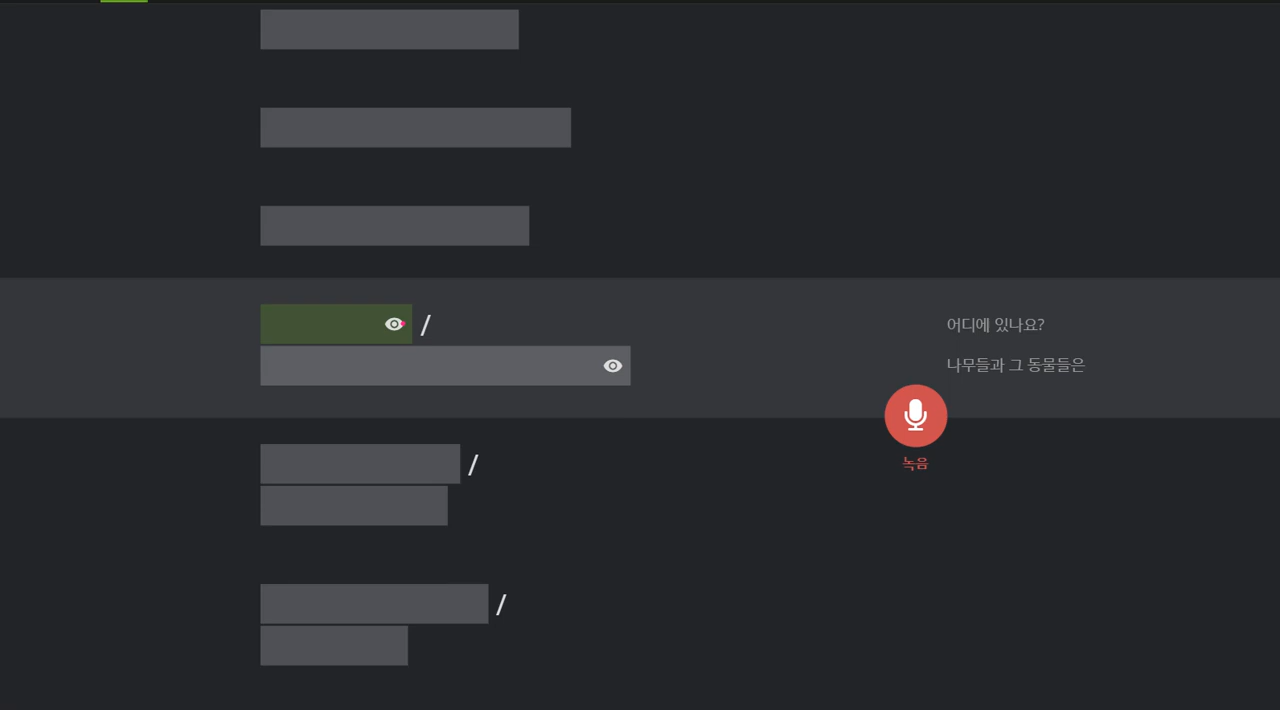 /
어디에 있나요?
나무들과 그 동물들은
녹음
/
/